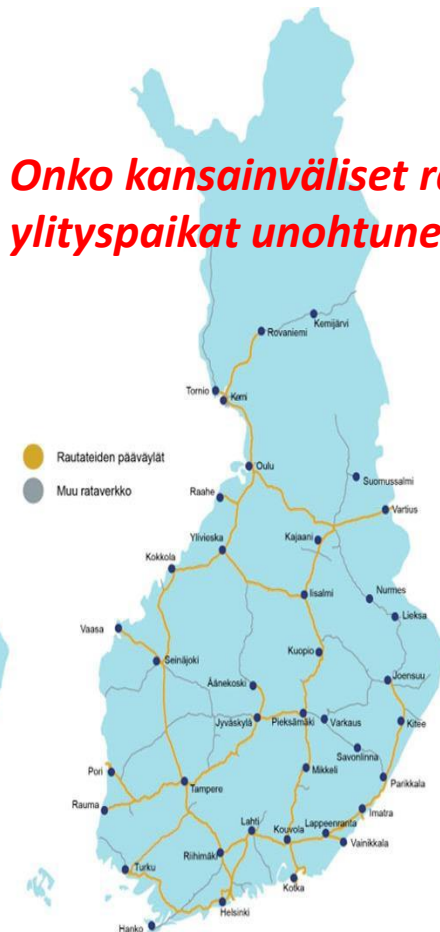 Onko kansainväliset
ylityspaikat
Kemijärvi
Rovaniemi
Tornio
Kemi
Rautateiden pääväylät
Muu rataverkko
Oulu
Suomussalmi
Raahe
Vartius
Ylivieska
Kajaani
Kokkola
Iisalmi
Nurmes
Lieksa
Vaasa
Seinäjoki
Kuopio
Äänekoski
Joensuu
Jyväskylä
Pieksämäki
Varkaus
Kitee
Savonlinna
Pori
Mikkeli
Parikkala
Tampere
Rauma
Imatra
Lahti
Kouvola
Lappeenranta
Vainikkala
Riihimäki
Turku
Kotka
Helsinki
Hanko